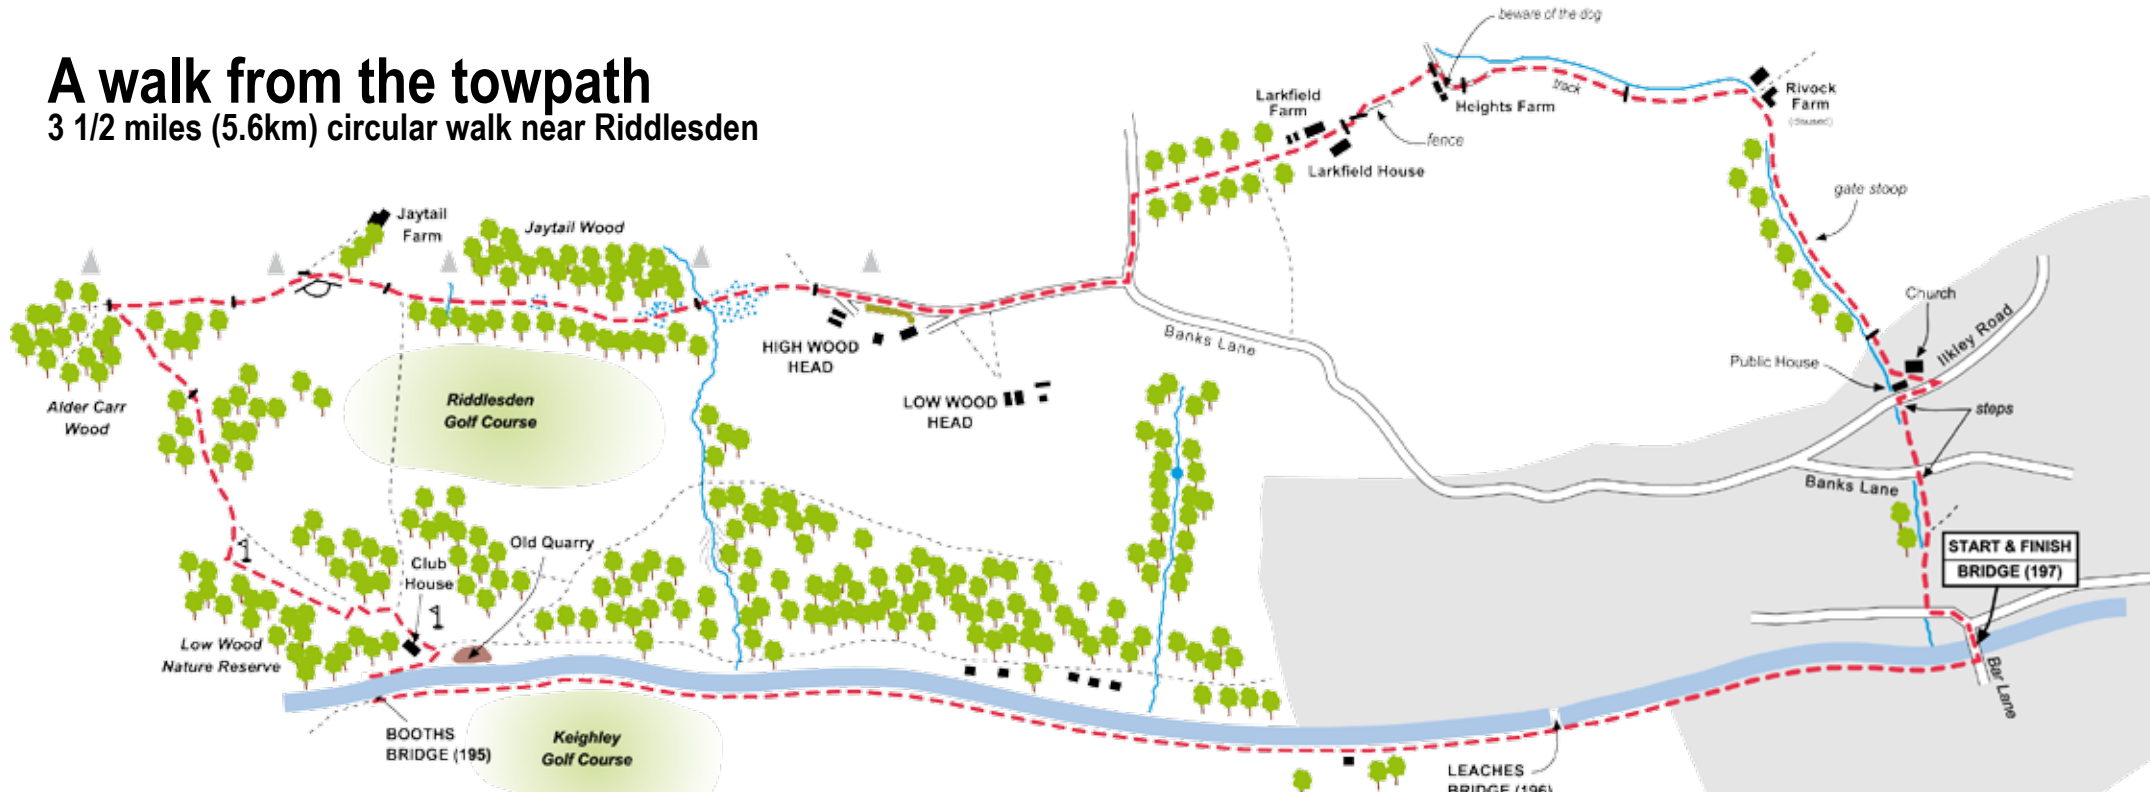 A walk from the towpath
3 1/2 miles (5.6km) circular walk near Riddlesden
beware of the dog
Larkfield
Farm
Heights Farm
track
Rivock
Farm
(disused)
fence
Larkfield House
gate stoop
Jaytail
Farm
Jaytail Wood
Church
Ilkley Road
Public House
Banks Lane
HIGH WOOD
HEAD
LOW WOOD
HEAD
steps
Alder Carr
Wood
Riddlesden
Golf Course
Banks Lane
Old Quarry
Club
House
START & FINISH
BRIDGE (197)
Low Wood
Nature Reserve
Bar Lane
BOOTHS
BRIDGE (195)
Keighley
Golf Course
LEACHES
BRIDGE (196)